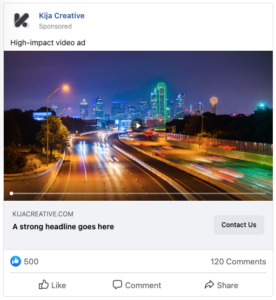 Kija Creative
Sponsored
High-impact video ad
KIJACREATIVE.COM
A strong headline goes here
Contact Us
500
120 Comments
Like
Comment
Share